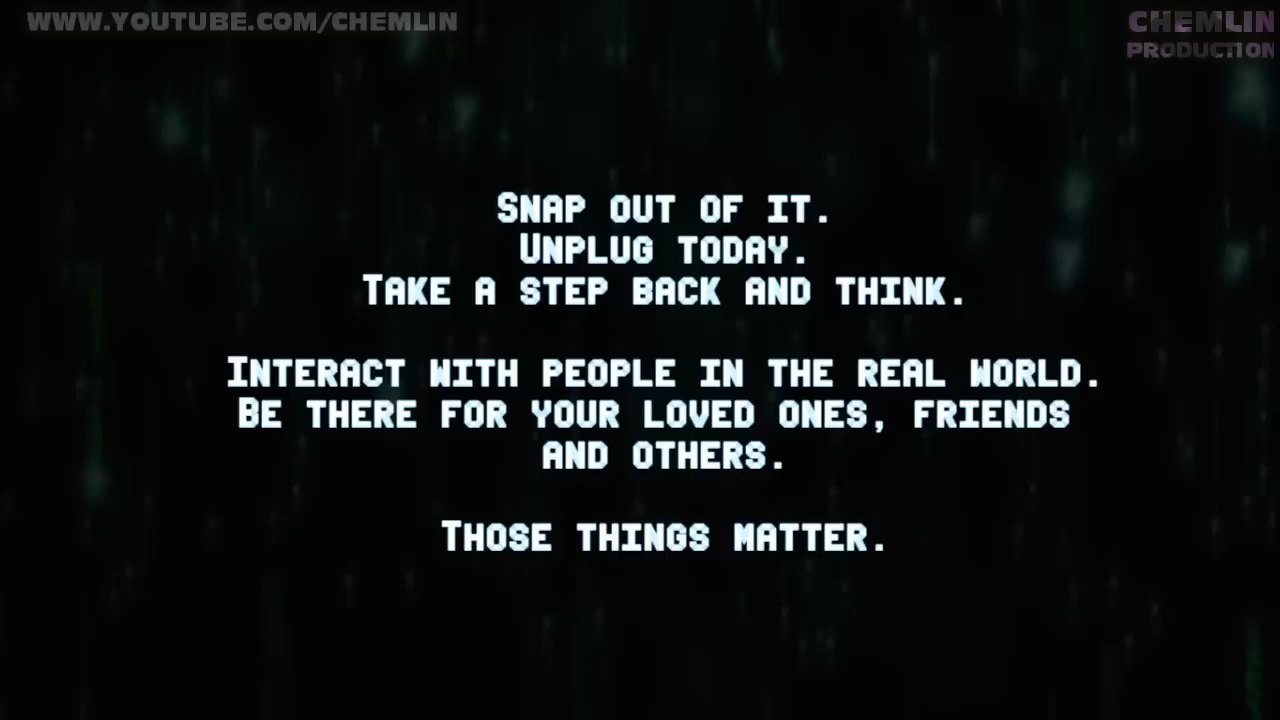 WWW.YOUTUBE.COM/CHEMLIN
CHEMLIN
PRODUCTION
SNAP OUT OF IT.
UNPLUG TODAY.
TAKE A STEP BACK AND THINK.
INTERACT WITH PEOPLE IN THE REAL WORLD.
BE THERE FOR YOUR LOVED ONES, FRIENDS
AND OTHERS.
THOSE THINGS MATTER.